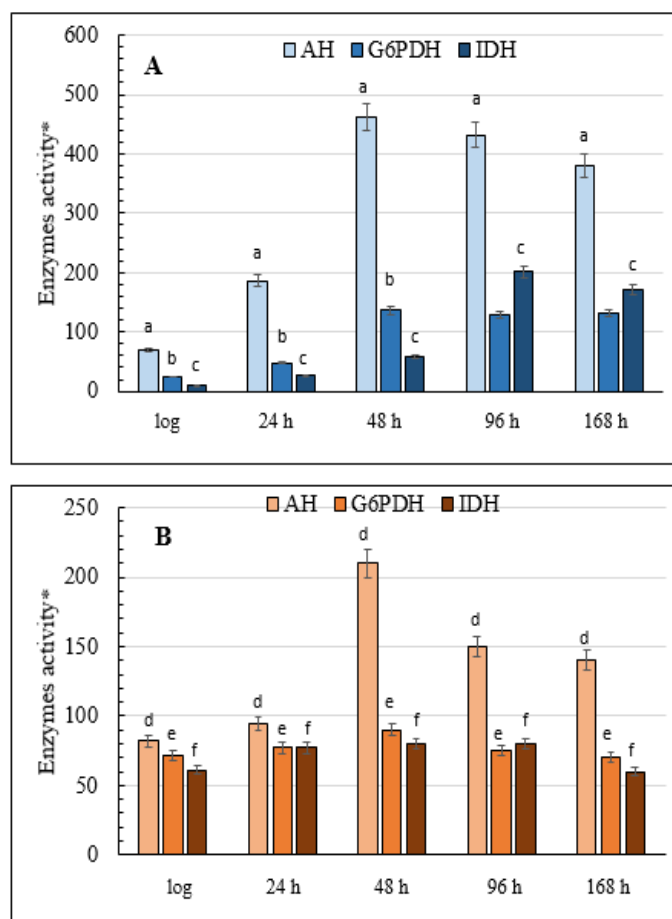 600
AH G6PDH IDH
A
500
a
a
a
400
300
Enzymes activity*
a
c
200
c
b
100
a
b
c
b
c
c
0
log 24 h 48 h 96 h 168 h
250
AH G6PDH IDH
B
d
200
Enzymes activity*
150
d
d
100
d
e
f
d
e
f
e
f
e
f
e
f
50
0
log 24 h 48 h 96 h 168 h